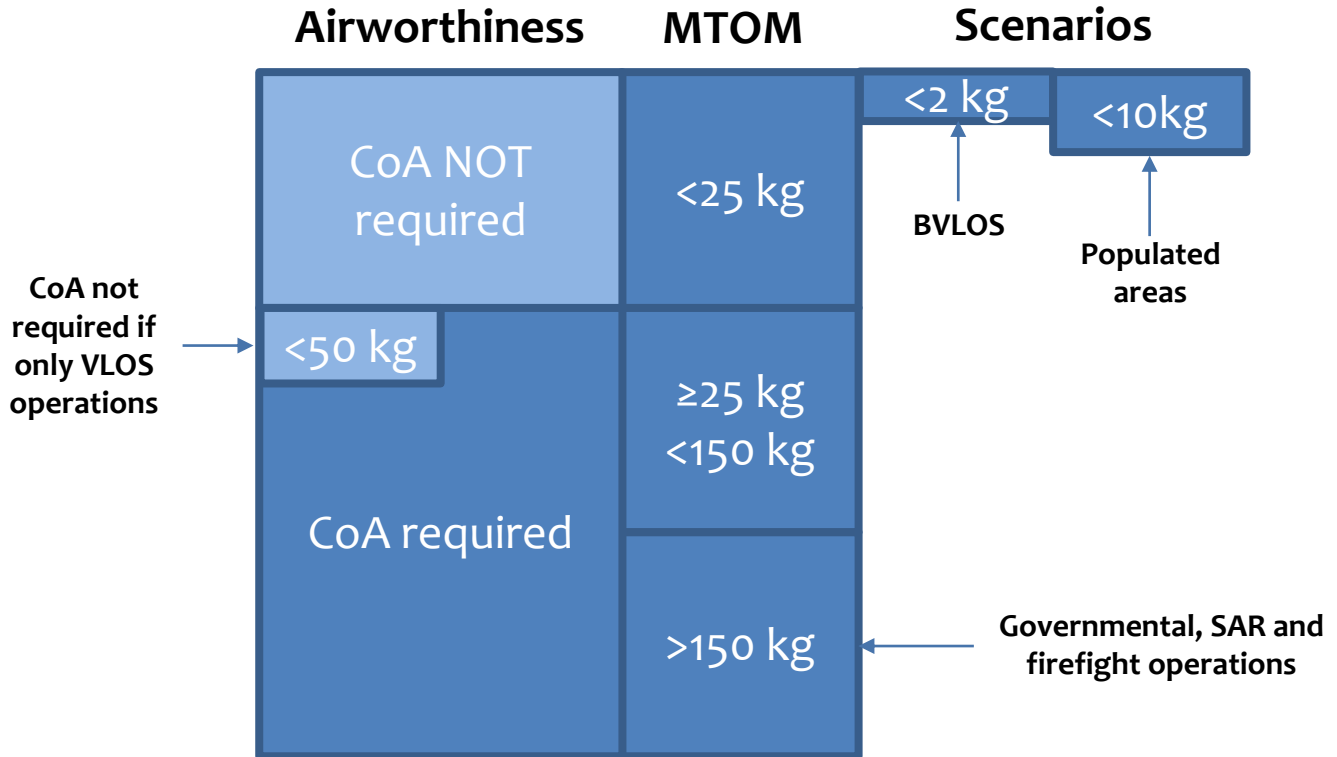 Airworthiness MTOM Scenarios
CoA NOT
required
<25 kg
<2 kg
<10kg
BVLOS
Populated
areas
CoA not
required if
only VLOS
operations
<50 kg
≥25 kg
<150 kg
CoA required
>150 kg
Governmental, SAR and
firefight operations